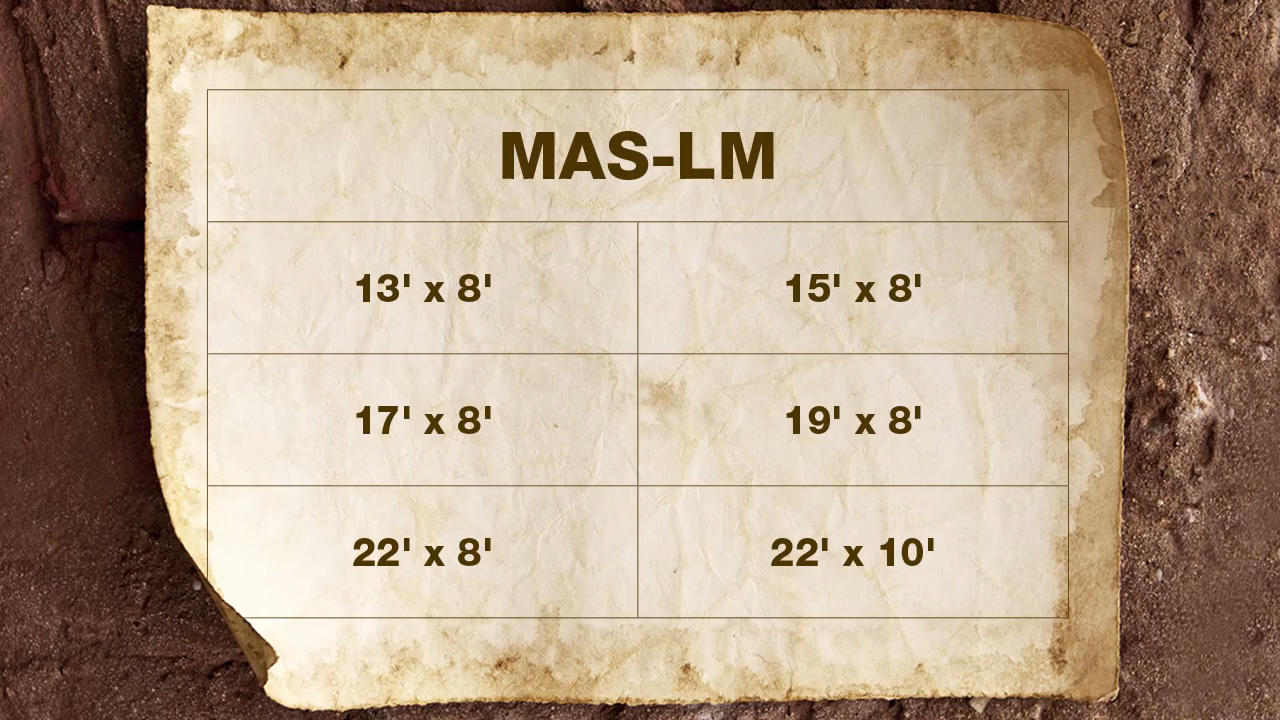 MAS-LM
13' x 8'
15' x 8'
17' x 8'
19' x 8'
22' x 8'
22' x 10'